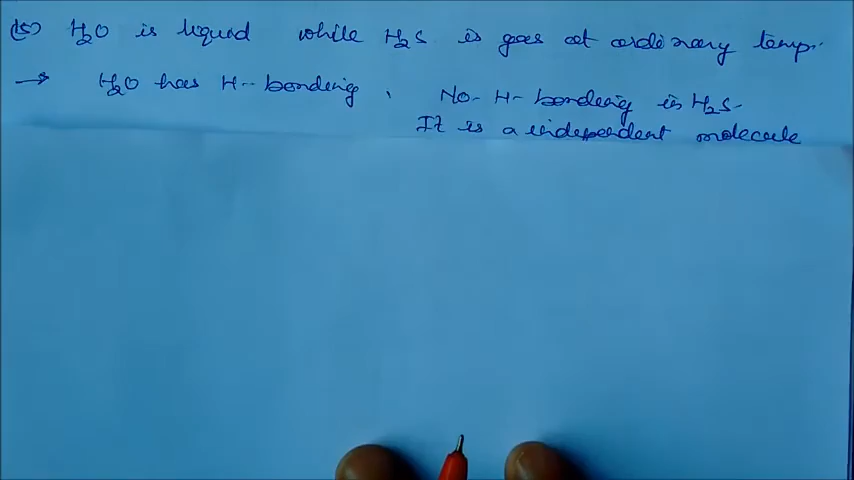 (15) H2O is liquid while H2S is gas at ordinary temp.
→ H2O has H-bonding, No H-bonding in H2S.
It is a independent molecule